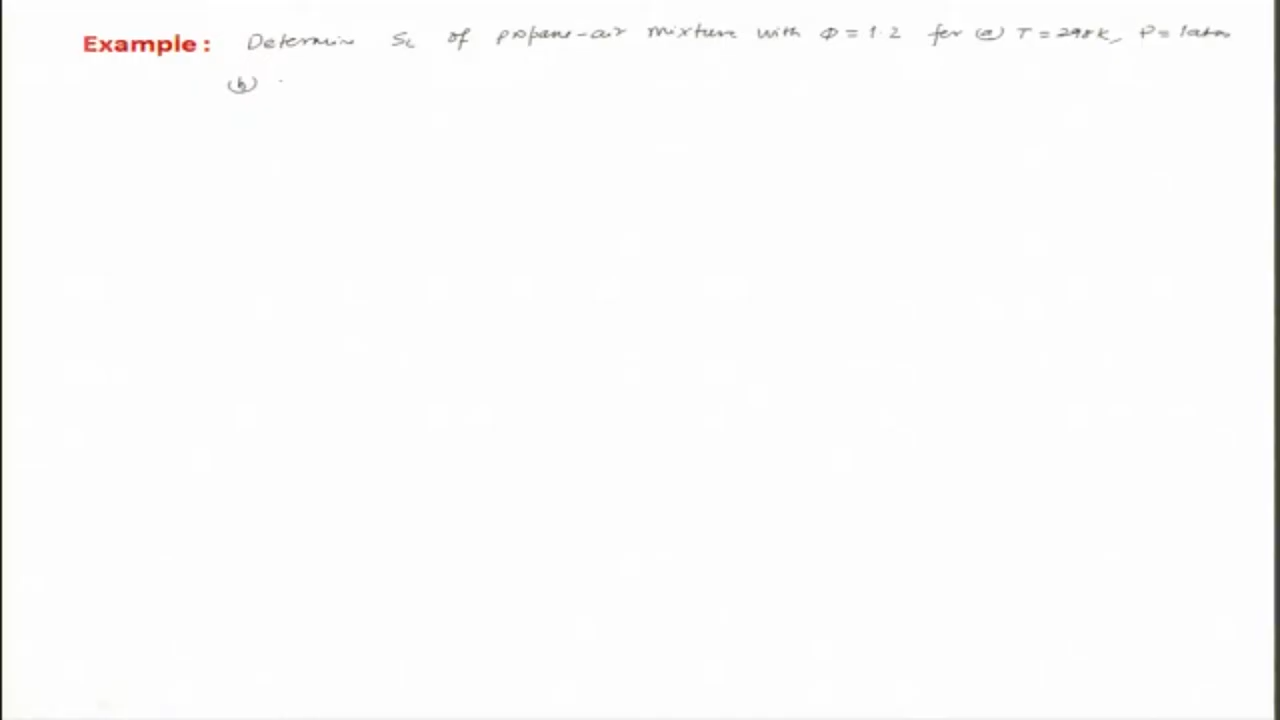 Example : Determine SL of propane-air mixture with Φ = 1.2 for (a) T = 298K, P = 1atm
(b)